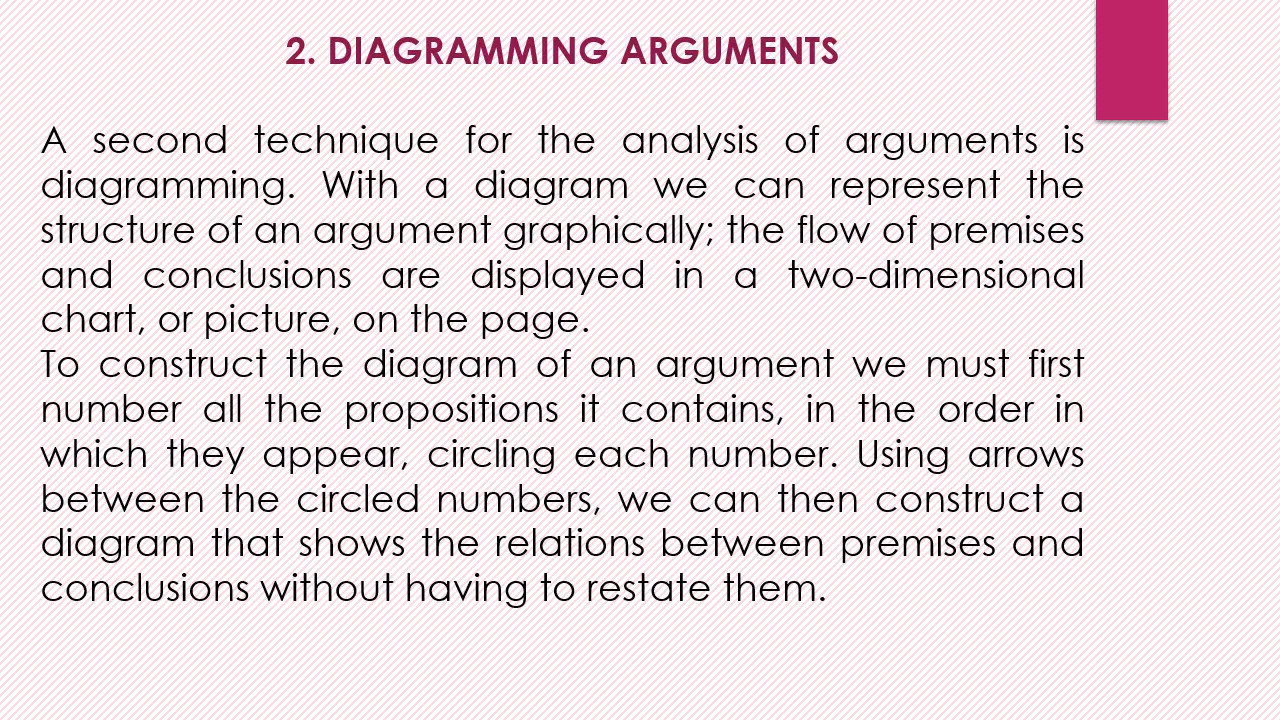 2. DIAGRAMMING ARGUMENTS
A second technique for the analysis of arguments is
diagramming. With a diagram we can represent the
structure of an argument graphically; the flow of premises
and conclusions are displayed in a two-dimensional
chart, or picture, on the page.
To construct the diagram of an argument we must first
number all the propositions it contains, in the order in
which they appear, circling each number. Using arrows
between the circled numbers, we can then construct a
diagram that shows the relations between premises and
conclusions without having to restate them.